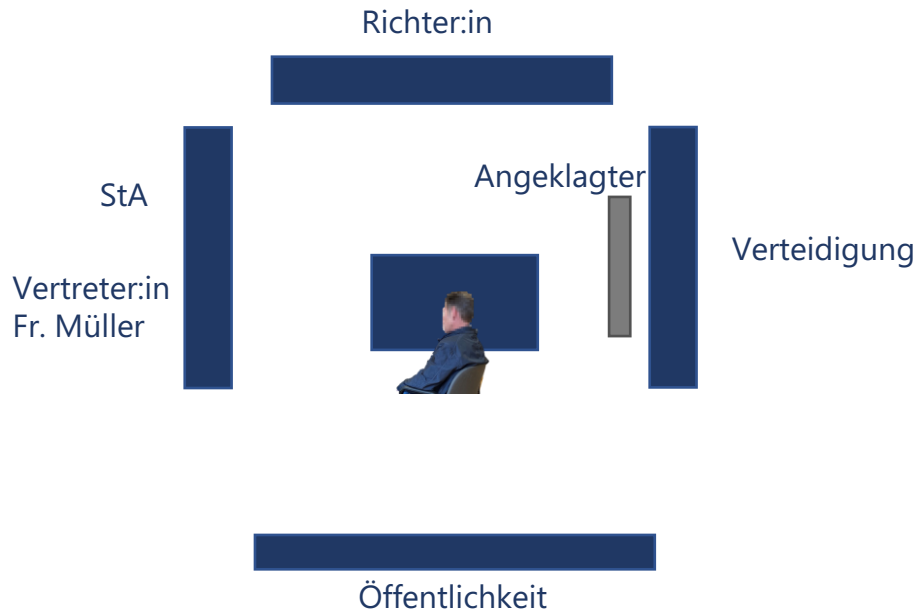 Richter:in
StA
Angeklagter
Verteidigung
Vertreter:in
Fr. Müller
Öffentlichkeit